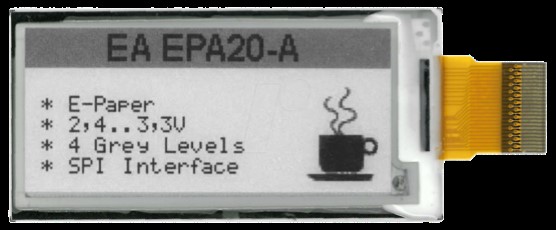 EA EPA20-A
* E-Paper
* 2,4..3,3V
* 4 Grey Levels
* SPI Interface